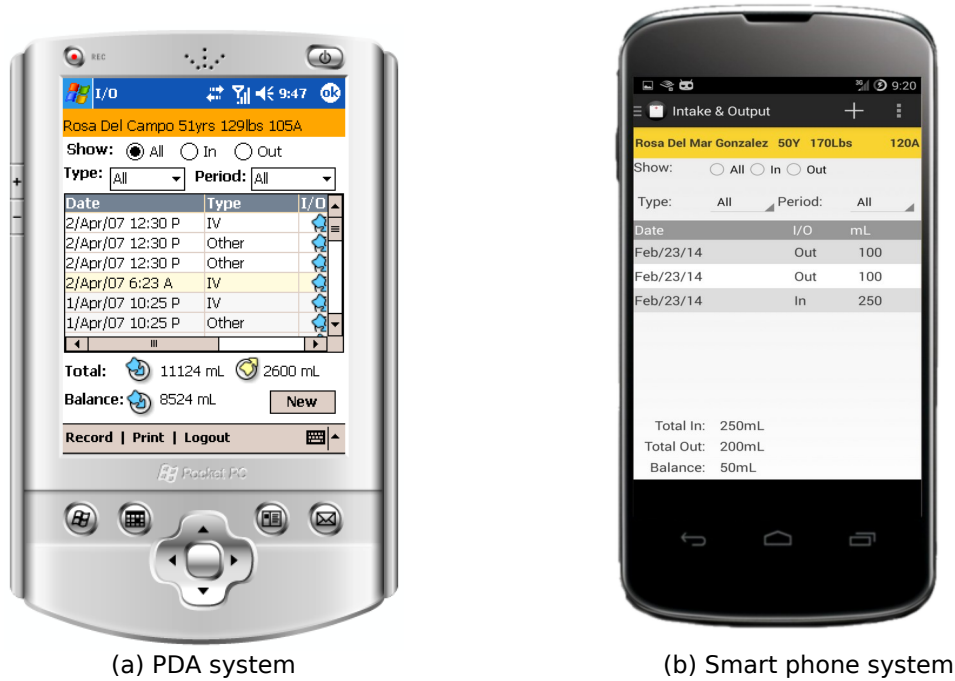 REC
I/O 9:47 ok
Rosa Del Campo 51yrs 129lbs 105A
Show: All In Out
Type: All Period: All
Date Type I/O
2/Apr/07 12:30 P IV
2/Apr/07 12:30 P Other
2/Apr/07 12:30 P Other
2/Apr/07 6:23 A IV
1/Apr/07 10:25 P IV
1/Apr/07 10:25 P Other
Total: 11124 mL 2600 mL
Balance: 8524 mL New
Record | Print | Logout
Pocket PC
+
-
(a) PDA system
3G 9:20
Intake & Output
Rosa Del Mar Gonzalez 50Y 170Lbs 120A
Show: All In Out
Type: All Period: All
Date I/O mL
Feb/23/14 Out 100
Feb/23/14 Out 100
Feb/23/14 In 250
Total In: 250mL
Total Out: 200mL
Balance: 50mL
(b) Smart phone system